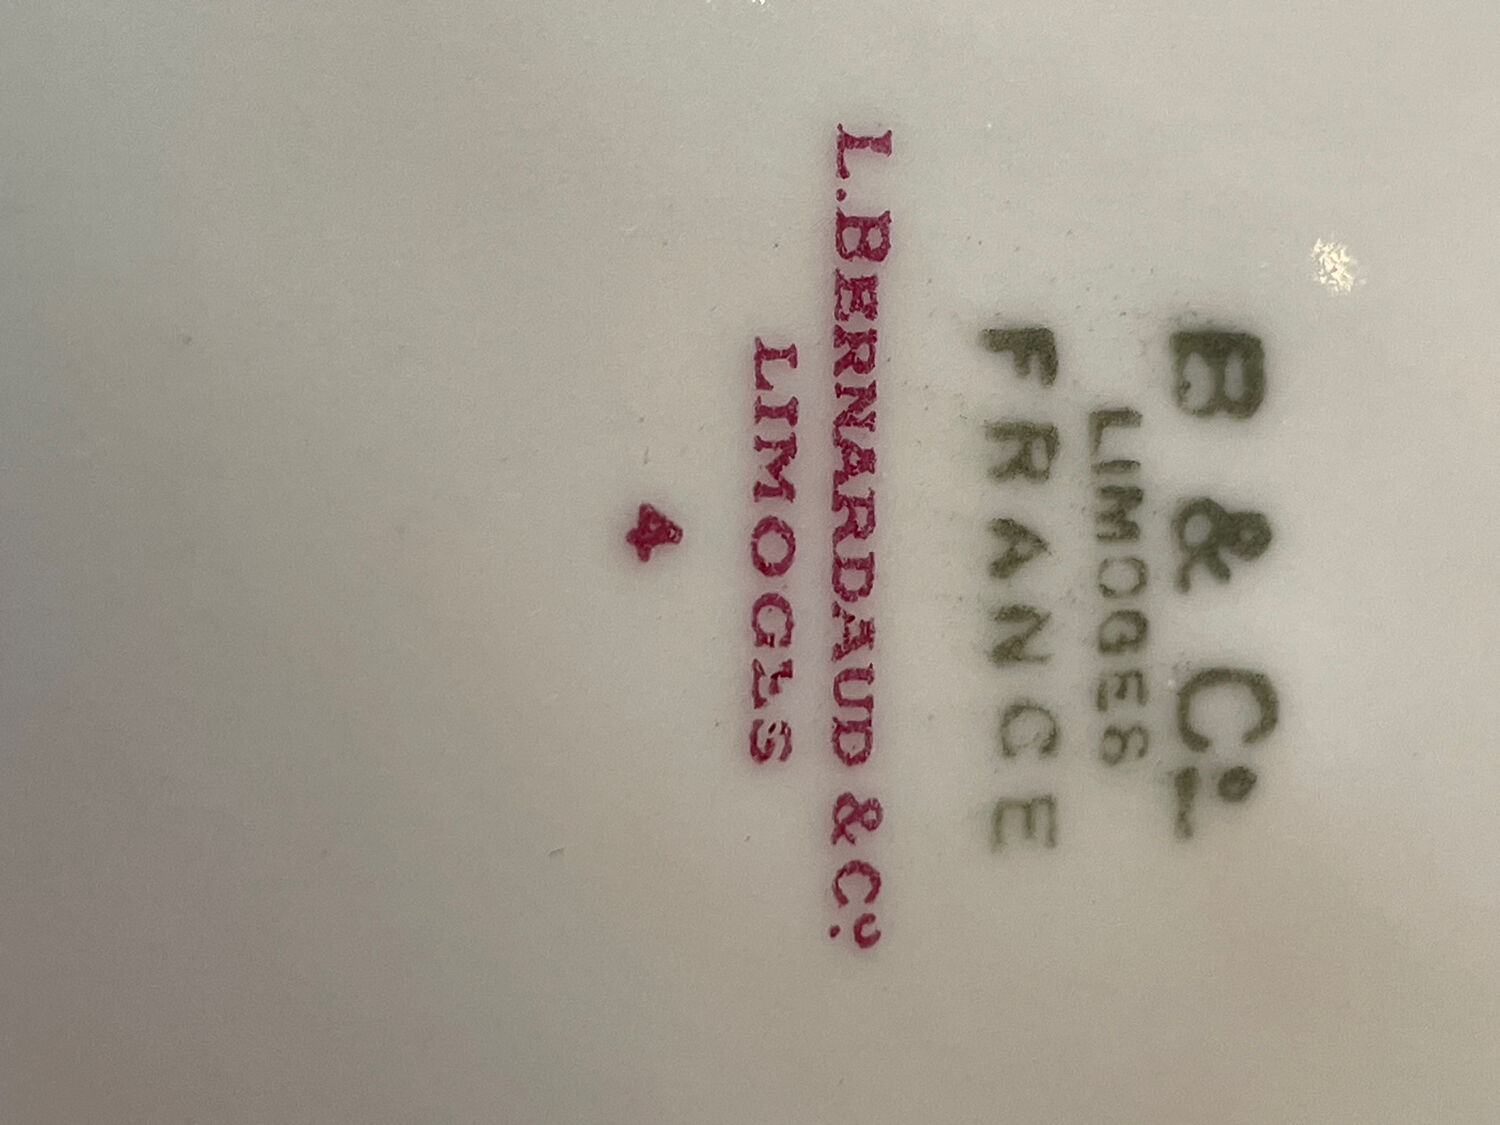 B & Cº
LIMOGES
FRANCE
L. BERNARDAUD & Cº.
LIMOGES
4